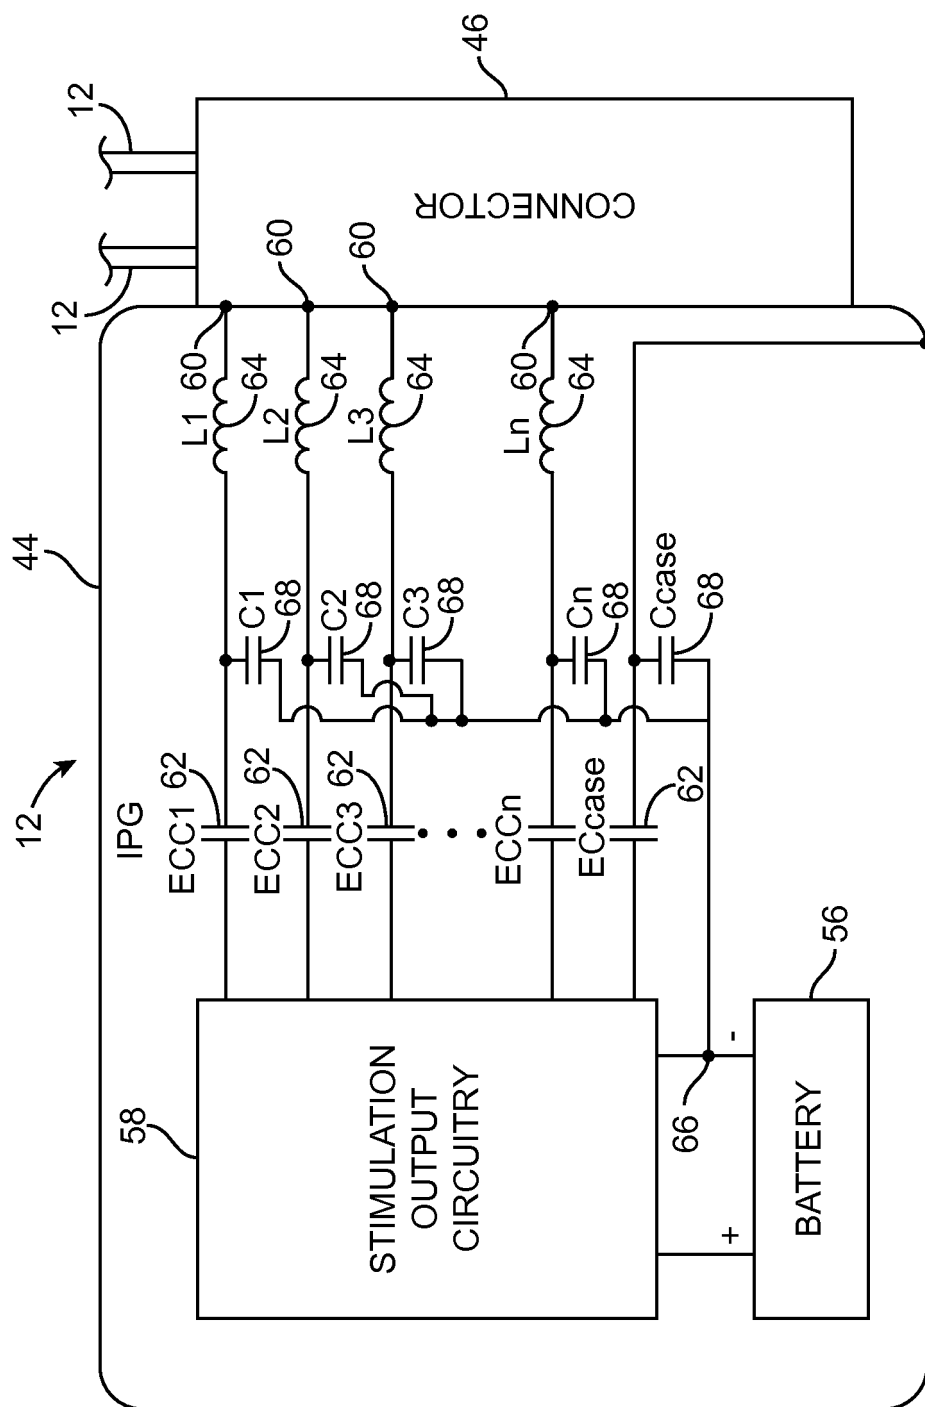 12
IPG
44
12
12
46
CONNECTOR
60
60
60
60
L1
64
L2
64
L3
64
Ln
64
C1
68
C2
68
C3
68
Cn
68
Ccase
68
62
ECC1
62
ECC2
62
ECC3
• • •
ECCn
ECcase
62
58
STIMULATION
OUTPUT
CIRCUITRY
66
+
-
BATTERY
56